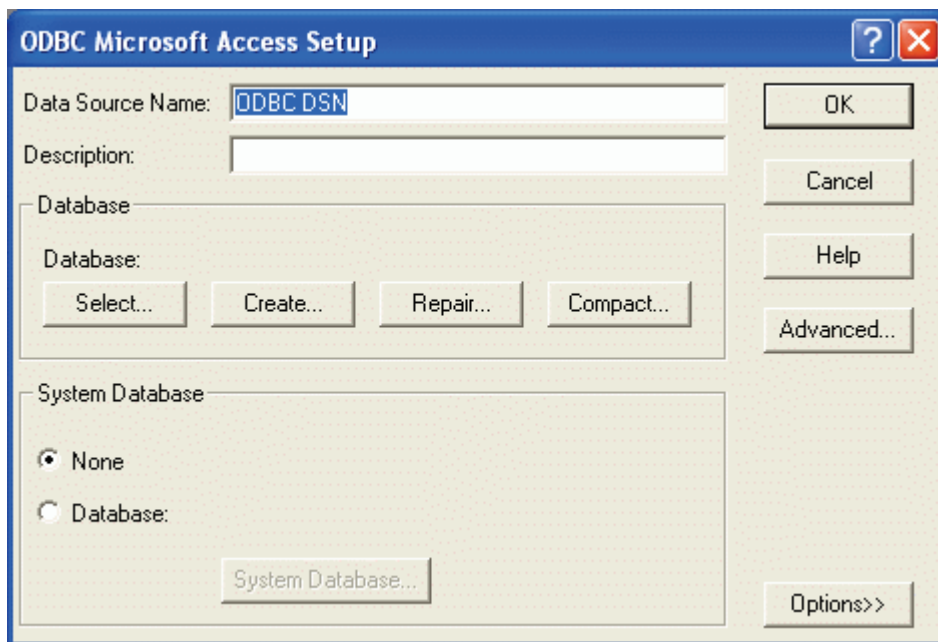 ODBC Microsoft Access Setup
Data Source Name: ODBC DSN
OK
Description:
Cancel
Database
Help
Database:
Select... Create... Repair... Compact...
Advanced...
System Database
None
Database:
System Database...
Options>>